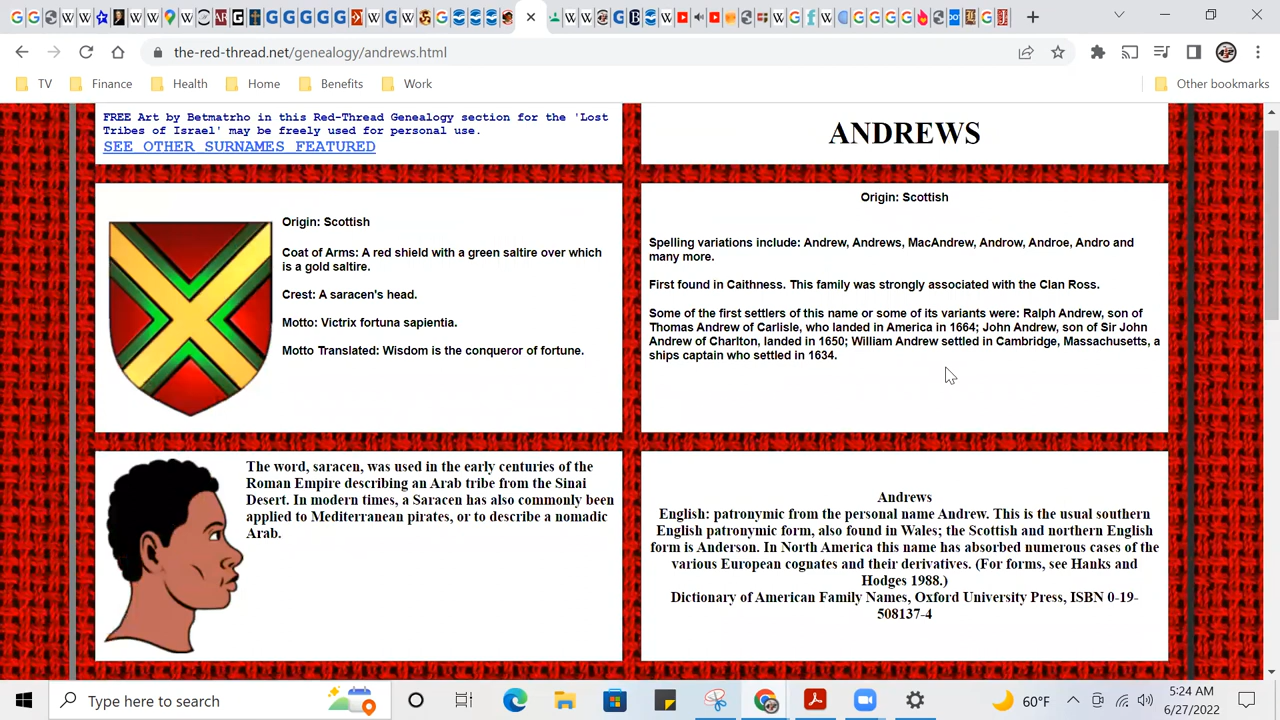 the-red-thread.net/genealogy/andrews.html
TV
Finance
Health
Home
Benefits
Work
Other bookmarks
FREE Art by Betmatrho in this Red-Thread Genealogy section for the 'Lost
Tribes of Israel' may be freely used for personal use.
SEE OTHER SURNAMES FEATURED
ANDREWS
Origin: Scottish
Coat of Arms: A red shield with a green saltire over which
is a gold saltire.
Crest: A saracen's head.
Motto: Victrix fortuna sapientia.
Motto Translated: Wisdom is the conqueror of fortune.
Origin: Scottish
Spelling variations include: Andrew, Andrews, MacAndrew, Androw, Androe, Andro and
many more.
First found in Caithness. This family was strongly associated with the Clan Ross.
Some of the first settlers of this name or some of its variants were: Ralph Andrew, son of
Thomas Andrew of Carlisle, who landed in America in 1664; John Andrew, son of Sir John
Andrew of Charlton, landed in 1650; William Andrew settled in Cambridge, Massachusetts, a
ships captain who settled in 1634.
The word, saracen, was used in the early centuries of the
Roman Empire describing an Arab tribe from the Sinai
Desert. In modern times, a Saracen has also commonly been
applied to Mediterranean pirates, or to describe a nomadic
Arab.
Andrews
English: patronymic from the personal name Andrew. This is the usual southern
English patronymic form, also found in Wales; the Scottish and northern English
form is Anderson. In North America this name has absorbed numerous cases of the
various European cognates and their derivatives. (For forms, see Hanks and
Hodges 1988.)
Dictionary of American Family Names, Oxford University Press, ISBN 0-19-
508137-4
Type here to search
60°F
5:24 AM
6/27/2022